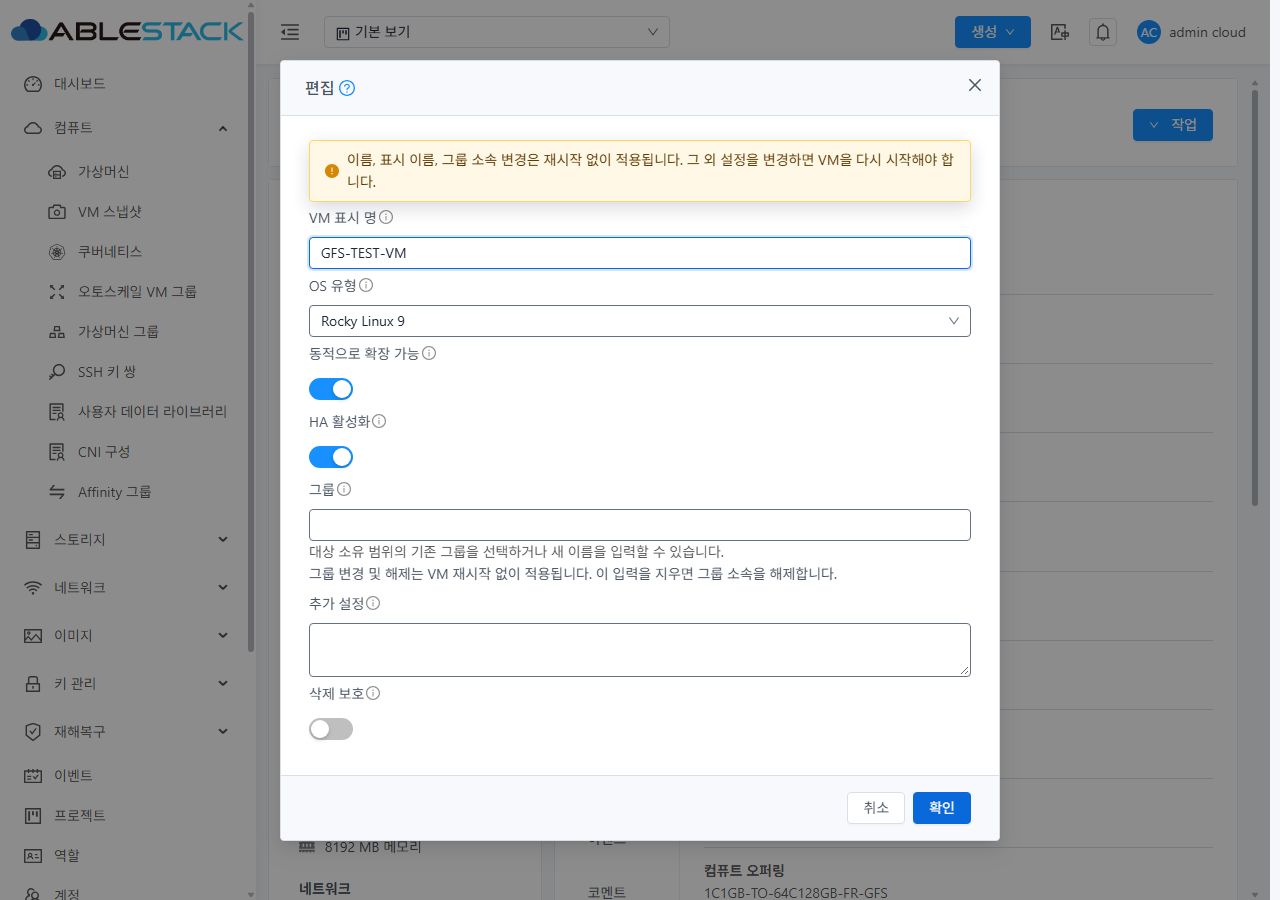 ABLESTACK
기본 보기
생성
AC
admin cloud
대시보드
컴퓨트
가상머신
VM 스냅샷
쿠버네티스
오토스케일 VM 그룹
가상머신 그룹
SSH 키 쌍
사용자 데이터 라이브러리
CNI 구성
Affinity 그룹
스토리지
네트워크
이미지
키 관리
재해복구
이벤트
프로젝트
역할
계정
작업
편집
이름, 표시 이름, 그룹 소속 변경은 재시작 없이 적용됩니다. 그 외 설정을 변경하면 VM을 다시 시작해야 합
니다.
VM 표시 명
GFS-TEST-VM
OS 유형
Rocky Linux 9
동적으로 확장 가능
HA 활성화
그룹
대상 소유 범위의 기존 그룹을 선택하거나 새 이름을 입력할 수 있습니다.
그룹 변경 및 해제는 VM 재시작 없이 적용됩니다. 이 입력을 지우면 그룹 소속을 해제합니다.
추가 설정
삭제 보호
취소
확인
8192 MB 메모리
네트워크
코멘트
컴퓨트 오퍼링
1C1GB-TO-64C128GB-FR-GFS